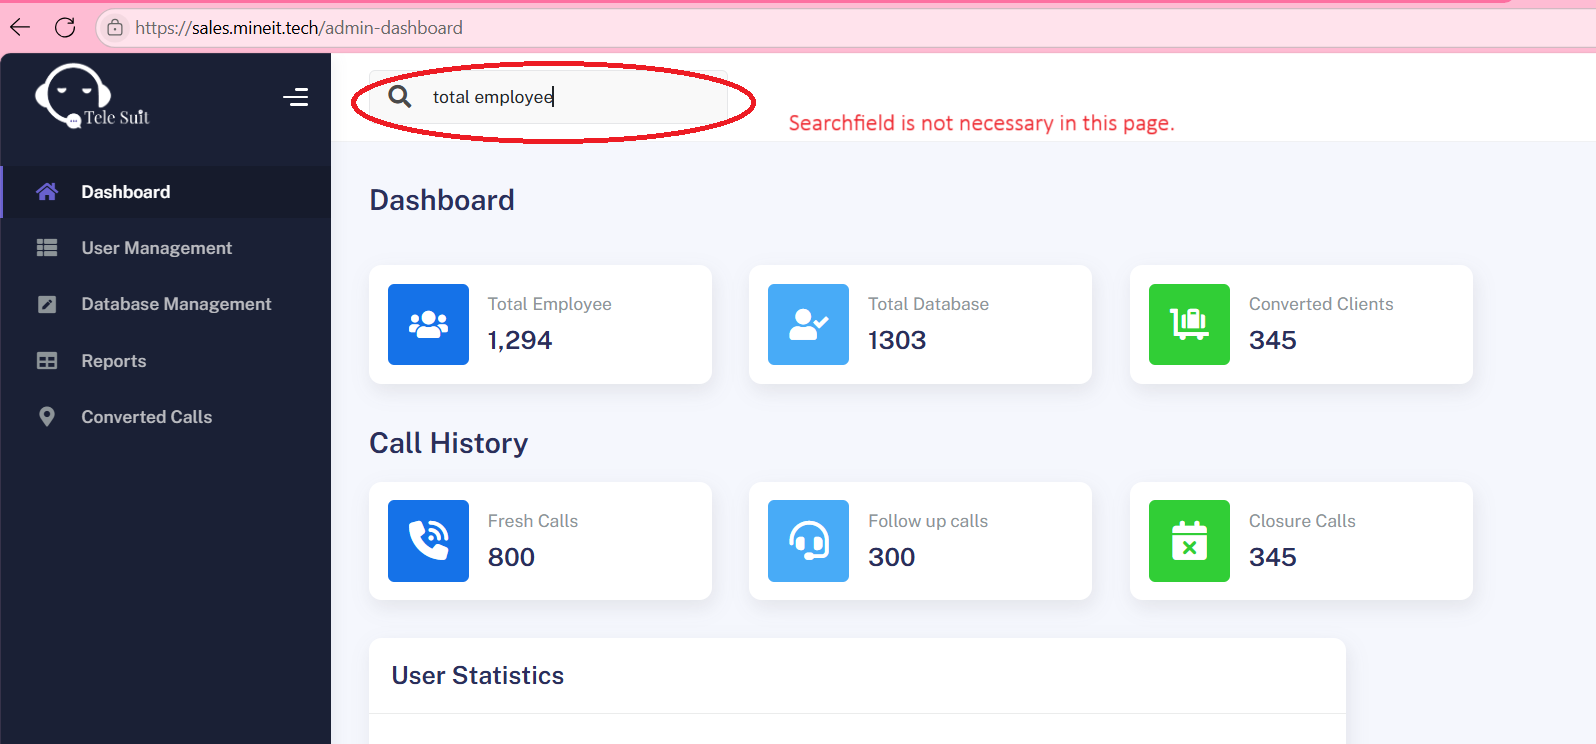 https://sales.mineit.tech/admin-dashboard
Tele Suit
total employee
Searchfield is not necessary in this page.
Dashboard
User Management
Database Management
Reports
Converted Calls
Dashboard
Total Employee
1,294
Total Database
1303
Converted Clients
345
Call History
Fresh Calls
800
Follow up calls
300
Closure Calls
345
User Statistics